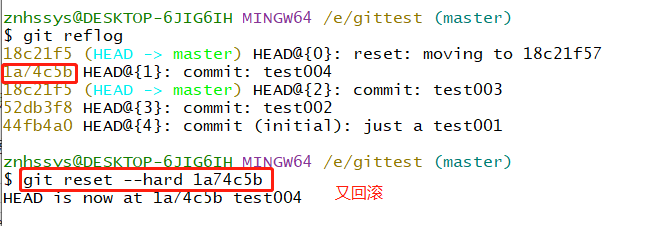 znhssys@DESKTOP-6JIG6IH MINGW64 /e/gittest (master)
$ git reflog
18c21f5 (HEAD -> master) HEAD@{0}: reset: moving to 18c21f57
1a74c5b HEAD@{1}: commit: test004
18c21f5 (HEAD -> master) HEAD@{2}: commit: test003
52db3f8 HEAD@{3}: commit: test002
44fb4a0 HEAD@{4}: commit (initial): just a test001
znhssys@DESKTOP-6JIG6IH MINGW64 /e/gittest (master)
$ git reset --hard 1a74c5b
又回滚
HEAD is now at 1a74c5b test004